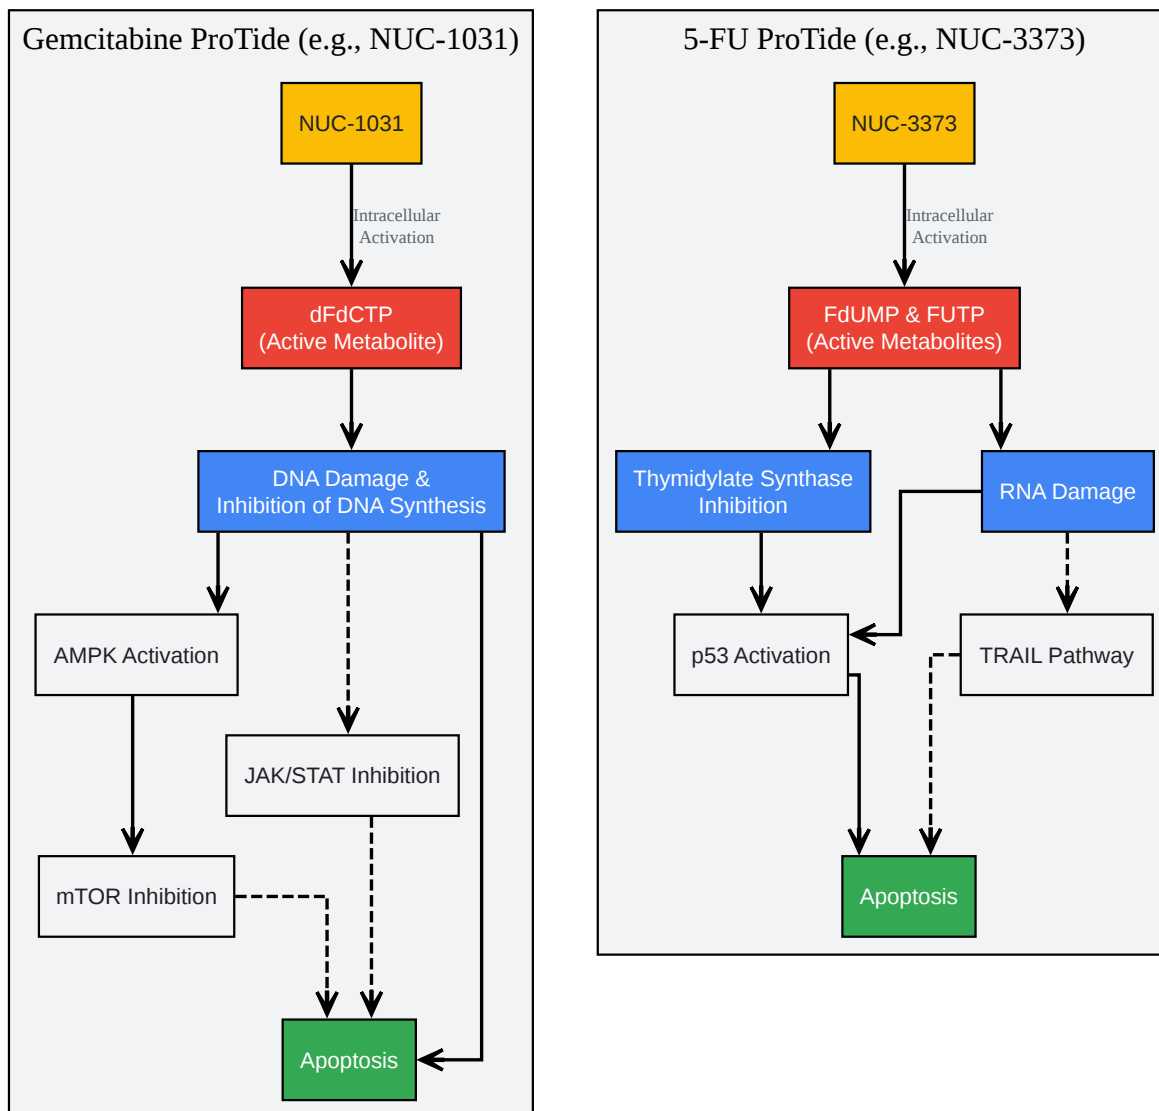 Gemcitabine ProTide (e.g., NUC-1031)
NUC-1031
Intracellular
Activation
dFdCTP
(Active Metabolite)
DNA Damage &
Inhibition of DNA Synthesis
AMPK Activation
JAK/STAT Inhibition
mTOR Inhibition
Apoptosis
5-FU ProTide (e.g., NUC-3373)
NUC-3373
Intracellular
Activation
FdUMP & FUTP
(Active Metabolites)
Thymidylate Synthase
Inhibition
RNA Damage
p53 Activation
TRAIL Pathway
Apoptosis